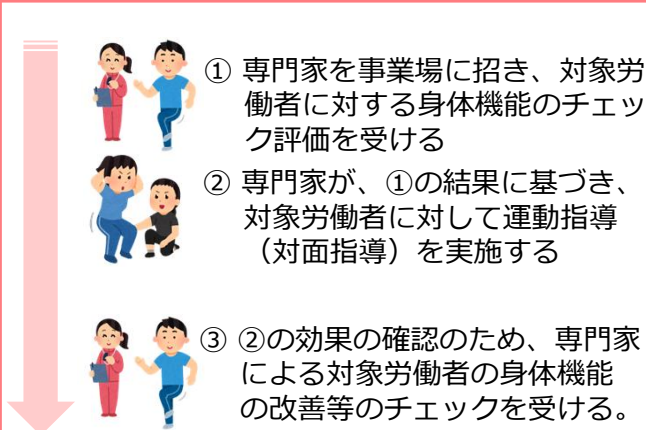 ① 専門家を事業場に招き、対象労
働者に対する身体機能のチェッ
ク評価を受ける
② 専門家が、①の結果に基づき、
対象労働者に対して運動指導
（対面指導）を実施する
③ ②の効果の確認のため、専門家
による対象労働者の身体機能
の改善等のチェックを受ける。